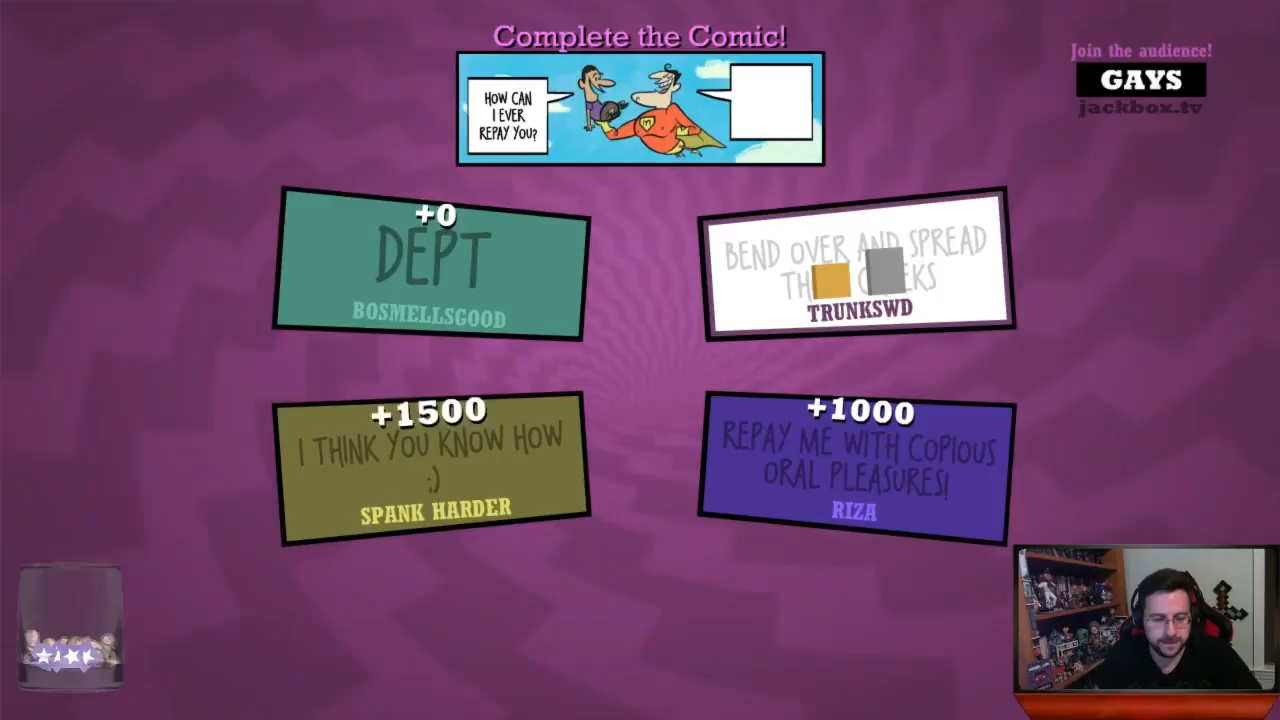 Complete the Comic!
HOW CAN
I EVER
REPAY YOU?
Join the audience!
GAYS
jackbox.tv
+0
DEPT
BOSMELLSGOOD
BEND OVER AND SPREAD
TRUNKSWD
+1500
I THINK YOU KNOW HOW
:)
SPANK HARDER
+1000
REPAY ME WITH COPIOUS
ORAL PLEASURES!
RIZA